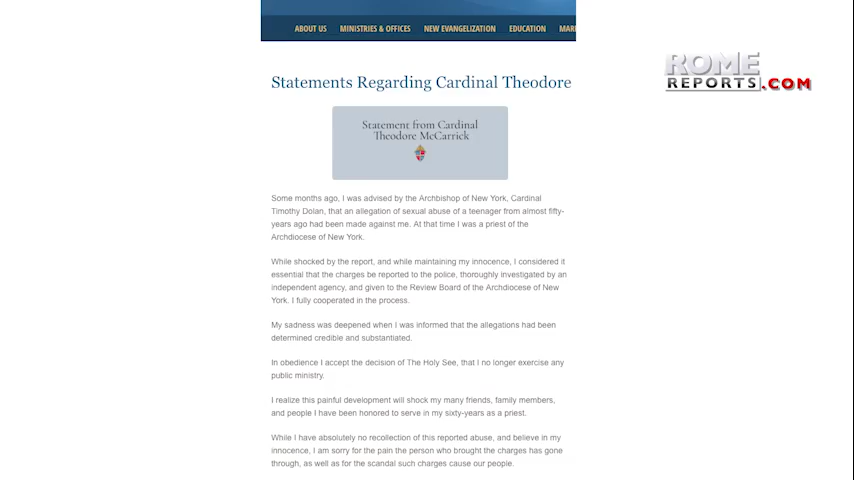 ABOUT US MINISTRIES & OFFICES NEW EVANGELIZATION EDUCATION
ROME
REPORTS.COM
Statements Regarding Cardinal Theodore
Statement from Cardinal
Theodore McCarrick
Some months ago, I was advised by the Archbishop of New York, Cardinal
Timothy Dolan, that an allegation of sexual abuse of a teenager from almost fifty-
years ago had been made against me. At that time I was a priest of the
Archdiocese of New York.
While shocked by the report, and while maintaining my innocence, I considered it
essential that the charges be reported to the police, thoroughly investigated by an
independent agency, and given to the Review Board of the Archdiocese of New
York. I fully cooperated in the process.
My sadness was deepened when I was informed that the allegations had been
determined credible and substantiated.
In obedience I accept the decision of The Holy See, that I no longer exercise any
public ministry.
I realize this painful development will shock my many friends, family members,
and people I have been honored to serve in my sixty-years as a priest.
While I have absolutely no recollection of this reported abuse, and believe in my
innocence, I am sorry for the pain the person who brought the charges has gone
through, as well as for the scandal such charges cause our people.